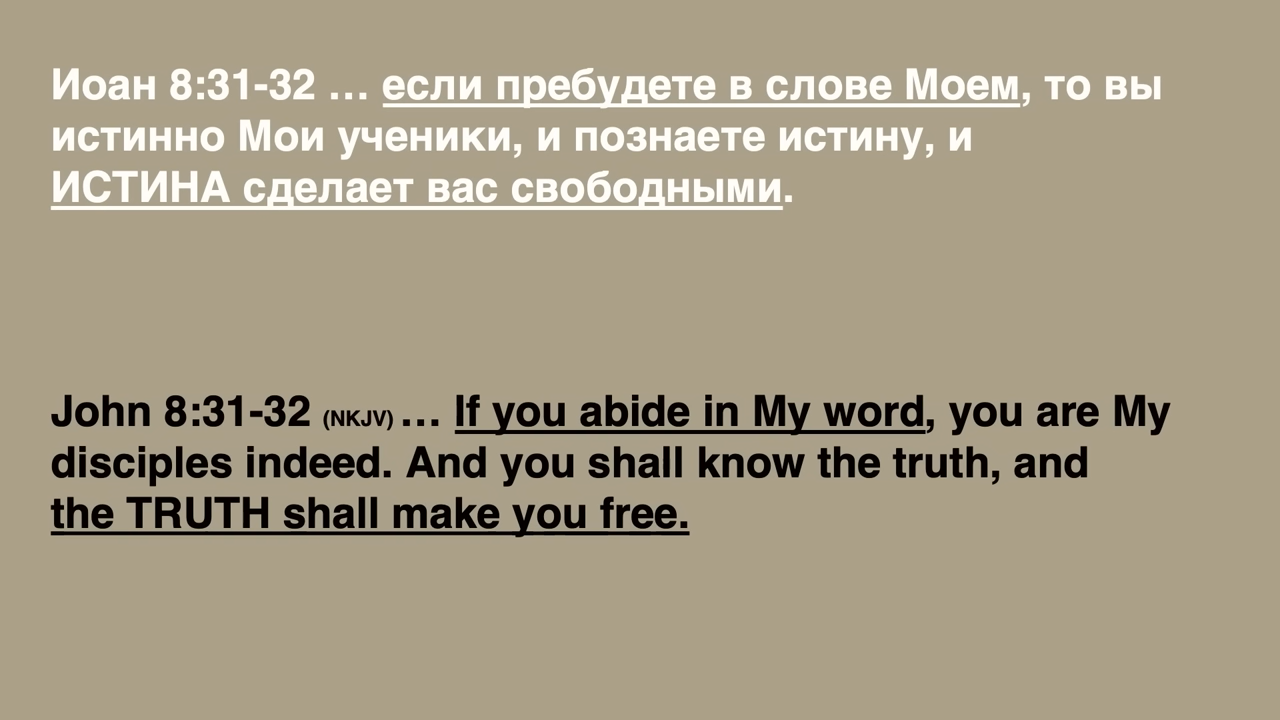 Иоан 8:31-32 … если пребудете в слове Моем, то вы
истинно Мои ученики, и познаете истину, и
ИСТИНА сделает вас свободными.
John 8:31-32 (NKJV) … If you abide in My word, you are My
disciples indeed. And you shall know the truth, and
the TRUTH shall make you free.